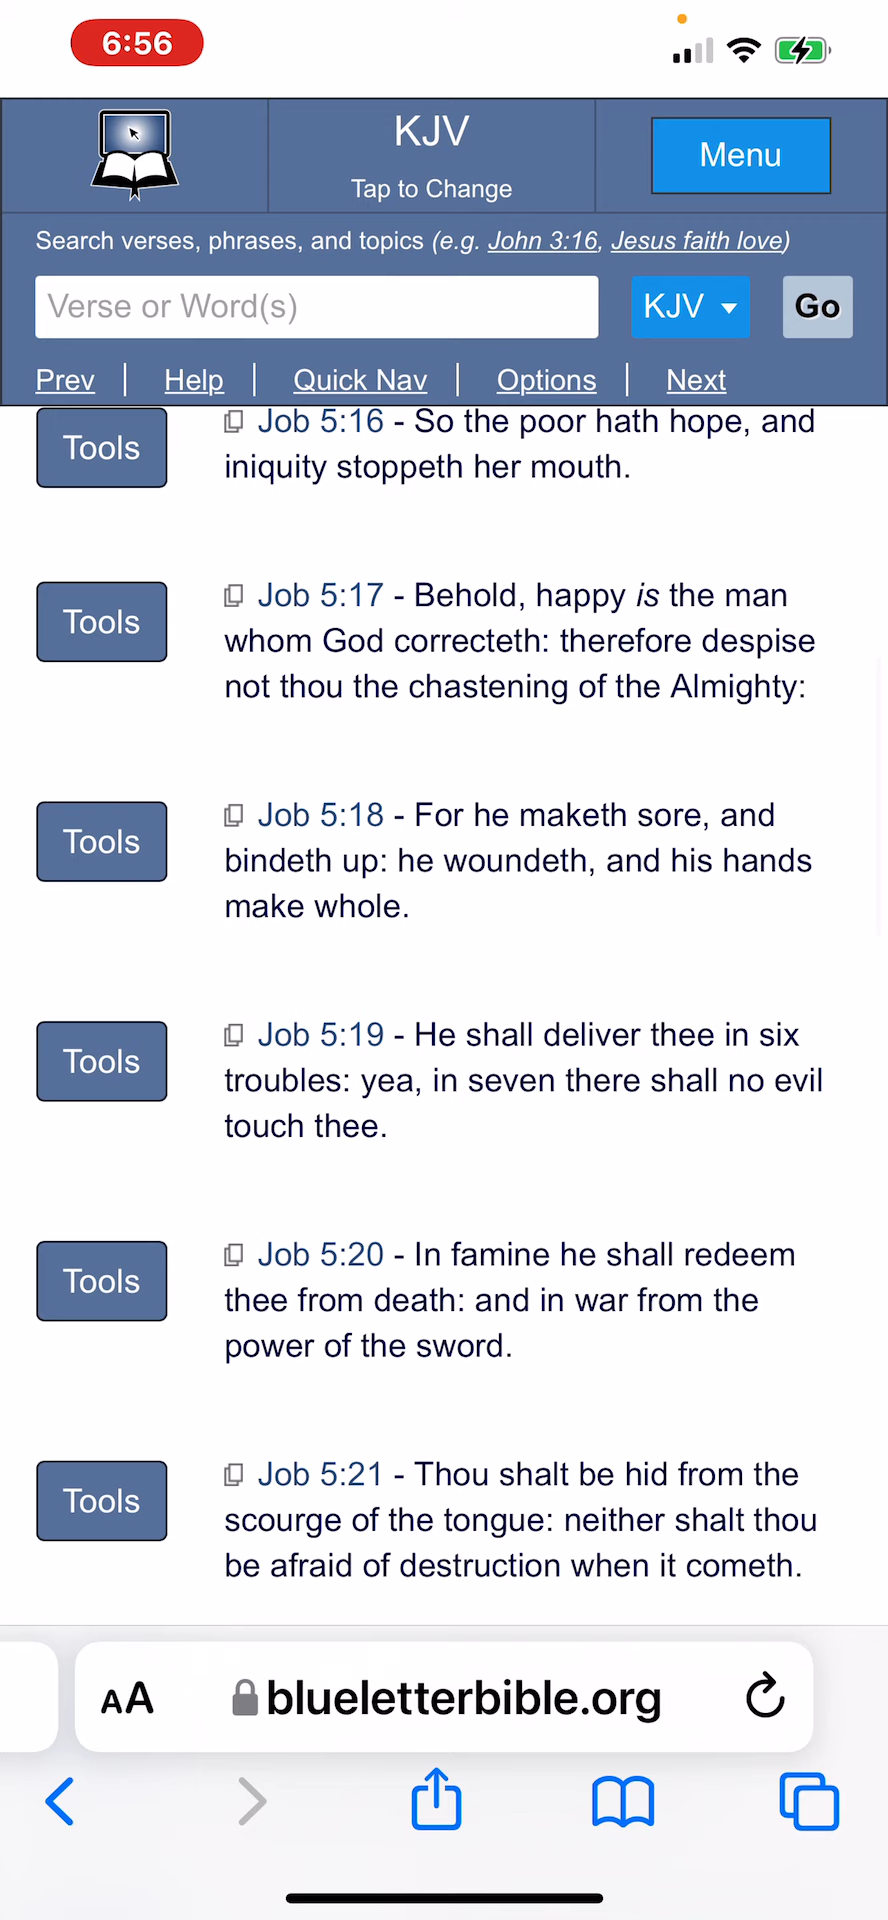 6:56
KJV
Tap to Change
Menu
Search verses, phrases, and topics (e.g. John 3:16, Jesus faith love)
Verse or Word(s)
KJV
Go
Prev | Help | Quick Nav | Options | Next
Tools
Job 5:16 - So the poor hath hope, and
iniquity stoppeth her mouth.
Tools
Job 5:17 - Behold, happy is the man
whom God correcteth: therefore despise
not thou the chastening of the Almighty:
Tools
Job 5:18 - For he maketh sore, and
bindeth up: he woundeth, and his hands
make whole.
Tools
Job 5:19 - He shall deliver thee in six
troubles: yea, in seven there shall no evil
touch thee.
Tools
Job 5:20 - In famine he shall redeem
thee from death: and in war from the
power of the sword.
Tools
Job 5:21 - Thou shalt be hid from the
scourge of the tongue: neither shalt thou
be afraid of destruction when it cometh.
AA
blueletterbible.org